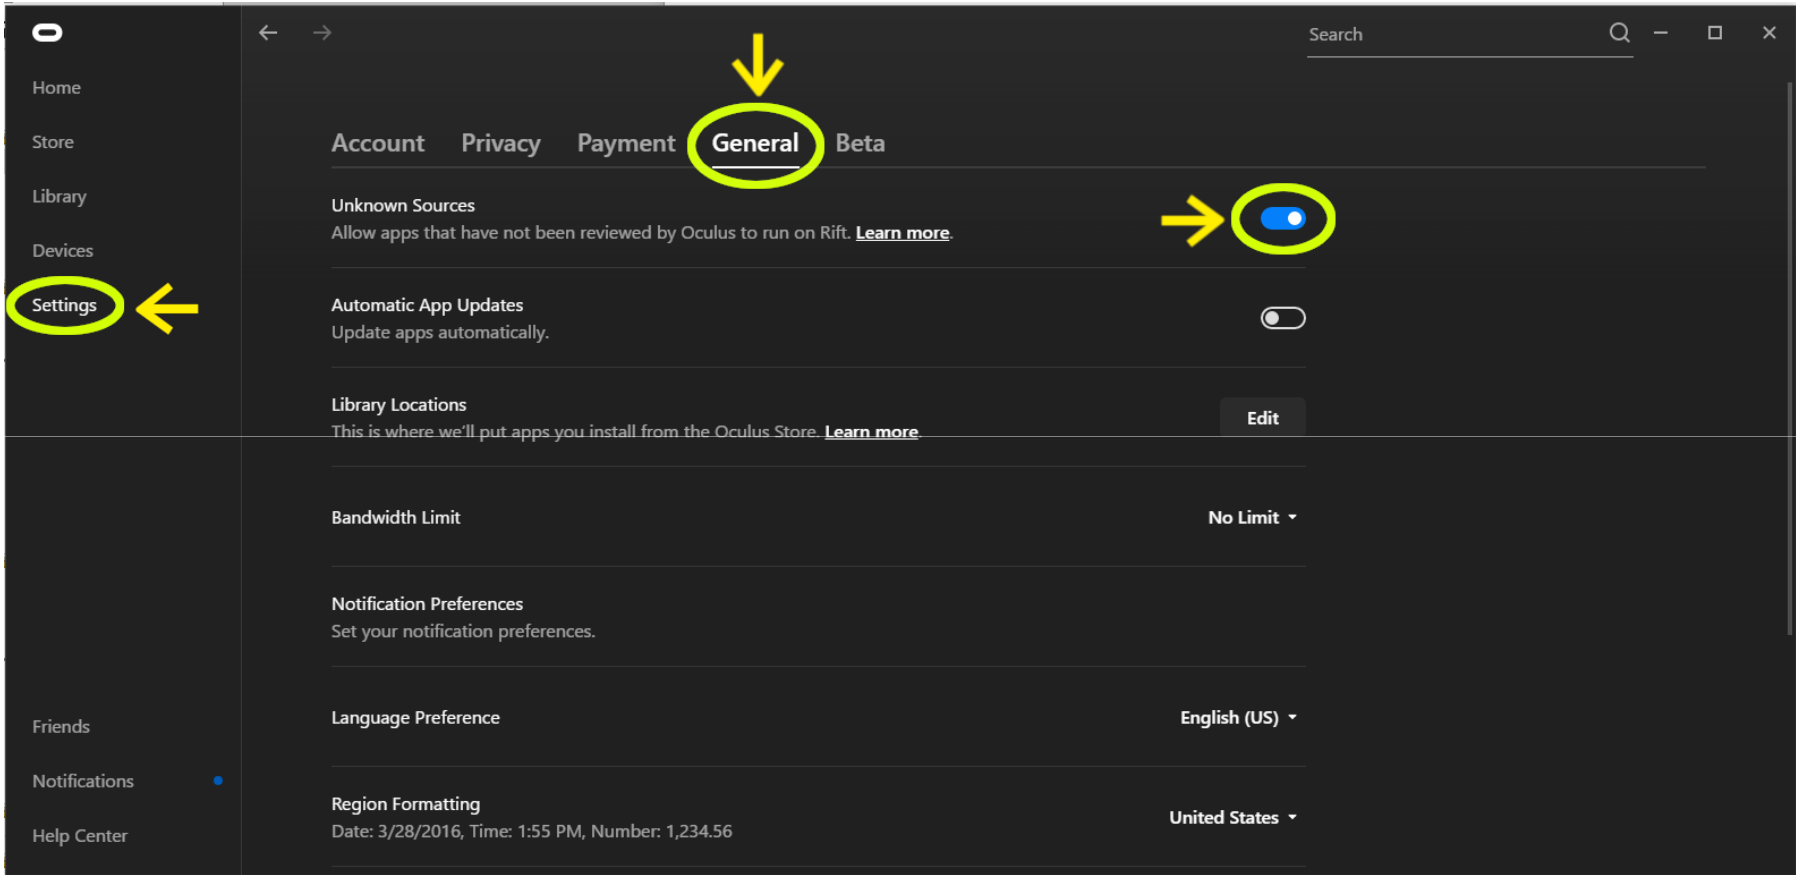 Search
Home
Store
Library
Devices
Settings
Friends
Notifications
Help Center
Account Privacy Payment General Beta
Unknown Sources
Allow apps that have not been reviewed by Oculus to run on Rift. Learn more.
Automatic App Updates
Update apps automatically.
Library Locations
This is where we'll put apps you install from the Oculus Store. Learn more.
Edit
Bandwidth Limit
No Limit
Notification Preferences
Set your notification preferences.
Language Preference
English (US)
Region Formatting
Date: 3/28/2016, Time: 1:55 PM, Number: 1,234.56
United States